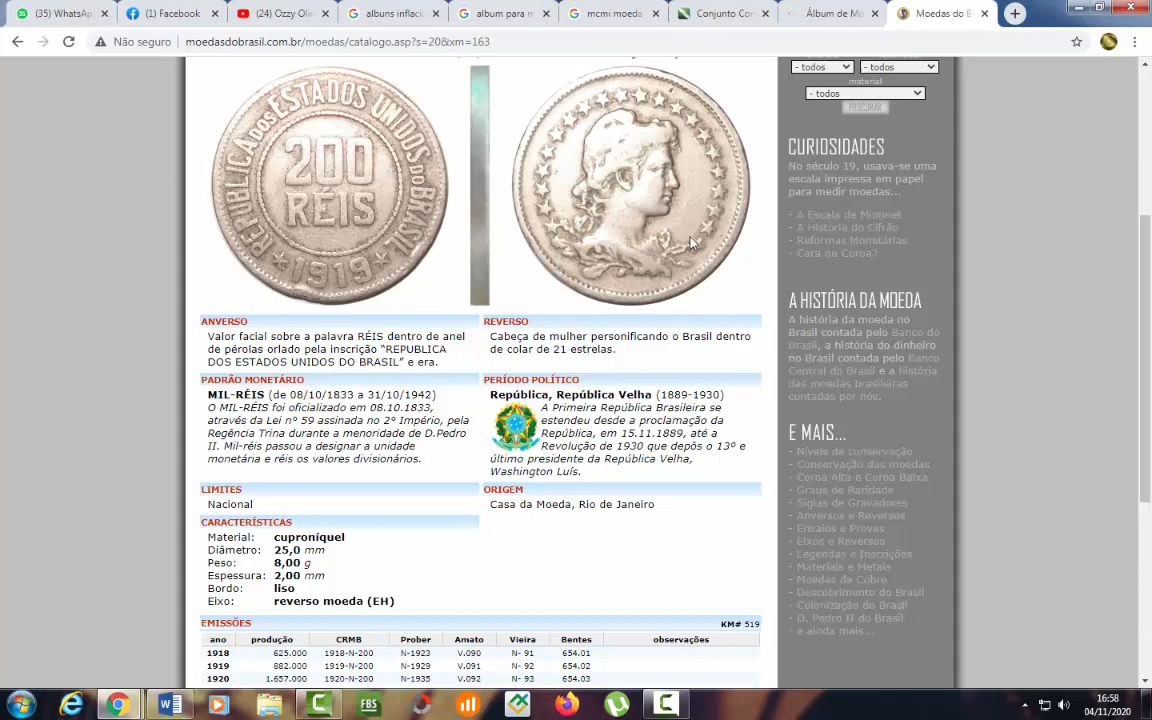 (35) WhatsAp
(1) Facebook
(24) Ozzy Olo
albuns inflaci
album para m
mcmi moeda
Conjunto Con
Álbum de Mo
Moedas do B
Não seguro
moedasdobrasil.com.br/moedas/catalogo.asp?s=20&xm=163
REPUBLICA DOS ESTADOS UNIDOS DO BRASIL
200
RÉIS
1919
- todos
- todos
material
- todos
PROCURAR
ANVERSO
Valor facial sobre a palavra RÉIS dentro de anel
de pérolas orlado pela inscrição “REPUBLICA
DOS ESTADOS UNIDOS DO BRASIL” e era.
REVERSO
Cabeça de mulher personificando o Brasil dentro
de colar de 21 estrelas.
PADRÃO MONETÁRIO
MIL-RÉIS (de 08/10/1833 a 31/10/1942)
O MIL-RÉIS foi oficializado em 08.10.1833,
através da Lei nº 59 assinada no 2° Império, pela
Regência Trina durante a menoridade de D.Pedro
II. Mil-réis passou a designar a unidade
monetária e réis os valores divisionários.
PERÍODO POLÍTICO
República, República Velha (1889-1930)
A Primeira República Brasileira se
estendeu desde a proclamação da
República, em 15.11.1889, até a
Revolução de 1930 que depôs o 13º e
último presidente da República Velha,
Washington Luís.
LIMITES
Nacional
ORIGEM
Casa da Moeda, Rio de Janeiro
CARACTERÍSTICAS
Material: cuproníquel
Diâmetro: 25,0 mm
Peso: 8,00 g
Espessura: 2,00 mm
Bordo: liso
Eixo: reverso moeda (EH)
EMISSÕES KM# 519
ano produção CRMB Prober Amato Vieira Bentes observações
1918 625.000 1918-N-200 N-1923 V.090 N- 91 654.01
1919 882.000 1919-N-200 N-1929 V.091 N- 92 654.02
1920 1.657.000 1920-N-200 N-1935 V.092 N- 93 654.03
CURIOSIDADES
No século 19, usava-se uma
escala impressa em papel
para medir moedas...
- A Escala de Mionnet
- A Historia do Cifrão
- Reformas Monetárias
- Cara ou Coroa?
A HISTÓRIA DA MOEDA
A história da moeda no
Brasil contada pelo Banco do
Brasil, a história do dinheiro
no Brasil contada pelo Banco
Central do Brasil e a história
das moedas brasileiras
contadas por nós.
E MAIS...
- Níveis de conservação
- Conservação das moedas
- Coroa Alta e Coroa Baixa
- Graus de Raridade
- Siglas de Gravadores
- Anversos e Reversos
- Ensaios e Provas
- Eixos e Reversos
- Legendas e Inscrições
- Materiais e Metais
- Moedas de Cobre
- Descobrimento do Brasil
- Colonização do Brasil
- D. Pedro II do Brasil
- e ainda mais...
FBS
16:58
04/11/2020